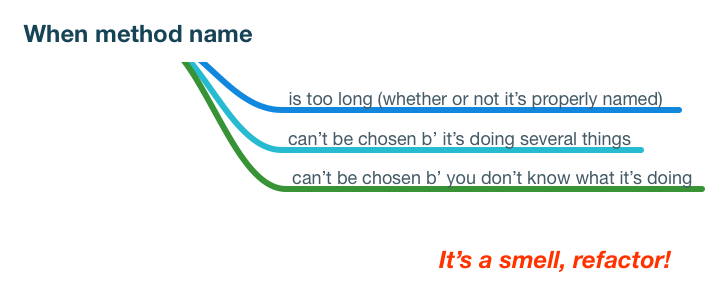 When method name
is too long (whether or not it’s properly named)
can’t be chosen b’ it’s doing several things
can’t be chosen b’ you don’t know what it’s doing
It’s a smell, refactor!